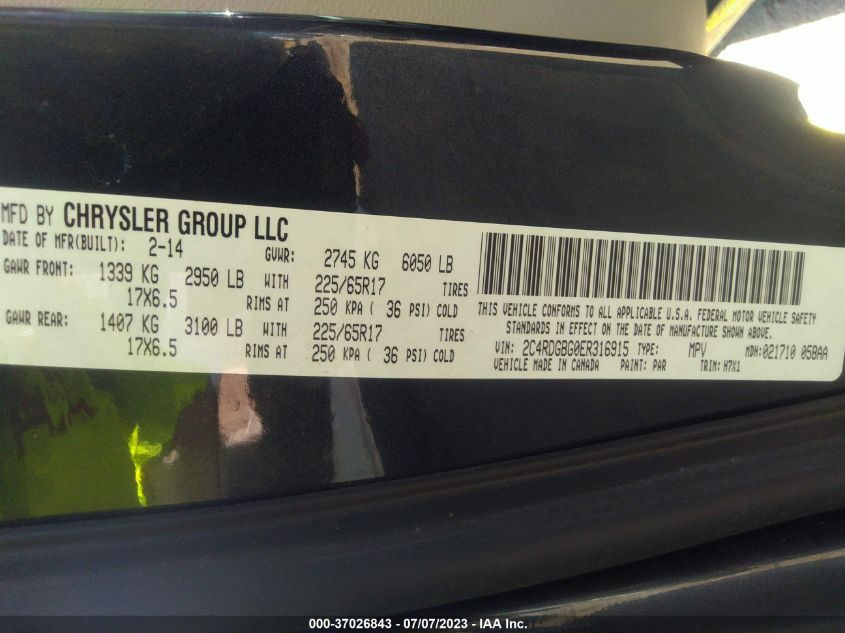 MFD BY CHRYSLER GROUP LLC
DATE OF MFR(BUILT): 2-14 GVWR: 2745 KG 6050 LB
GAWR FRONT: 1339 KG 2950 LB WITH 225/65R17 TIRES
17X6.5 RIMS AT 250 KPA ( 36 PSI) COLD
GAWR REAR: 1407 KG 3100 LB WITH 225/65R17 TIRES
17X6.5 RIMS AT 250 KPA ( 36 PSI) COLD
THIS VEHICLE CONFORMS TO ALL APPLICABLE U.S.A. FEDERAL MOTOR VEHICLE SAFETY
STANDARDS IN EFFECT ON THE DATE OF MANUFACTURE SHOWN ABOVE.
VIN: 2C4RDGBG0ER316915 TYPE: MPV MDH:021710 058AA
VEHICLE MADE IN CANADA PAINT: PAR TRIM: H7X1
000-37026843 - 07/07/2023 - IAA Inc.